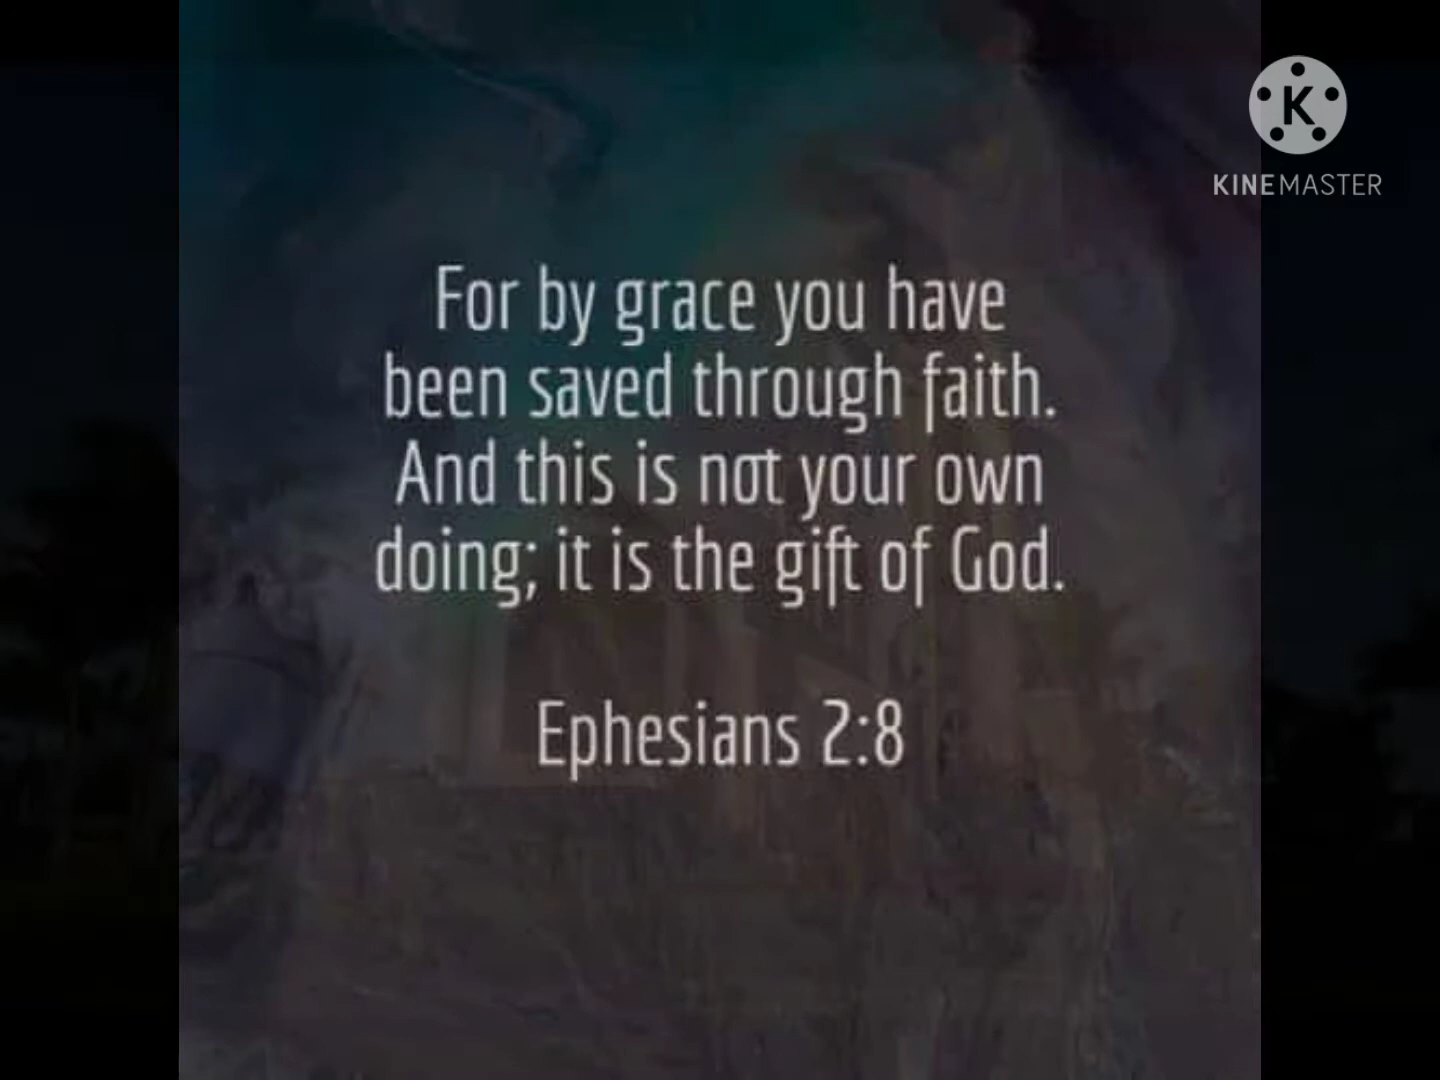 KINEMASTER
For by grace you have
been saved through faith.
And this is not your own
doing; it is the gift of God.
Ephesians 2:8